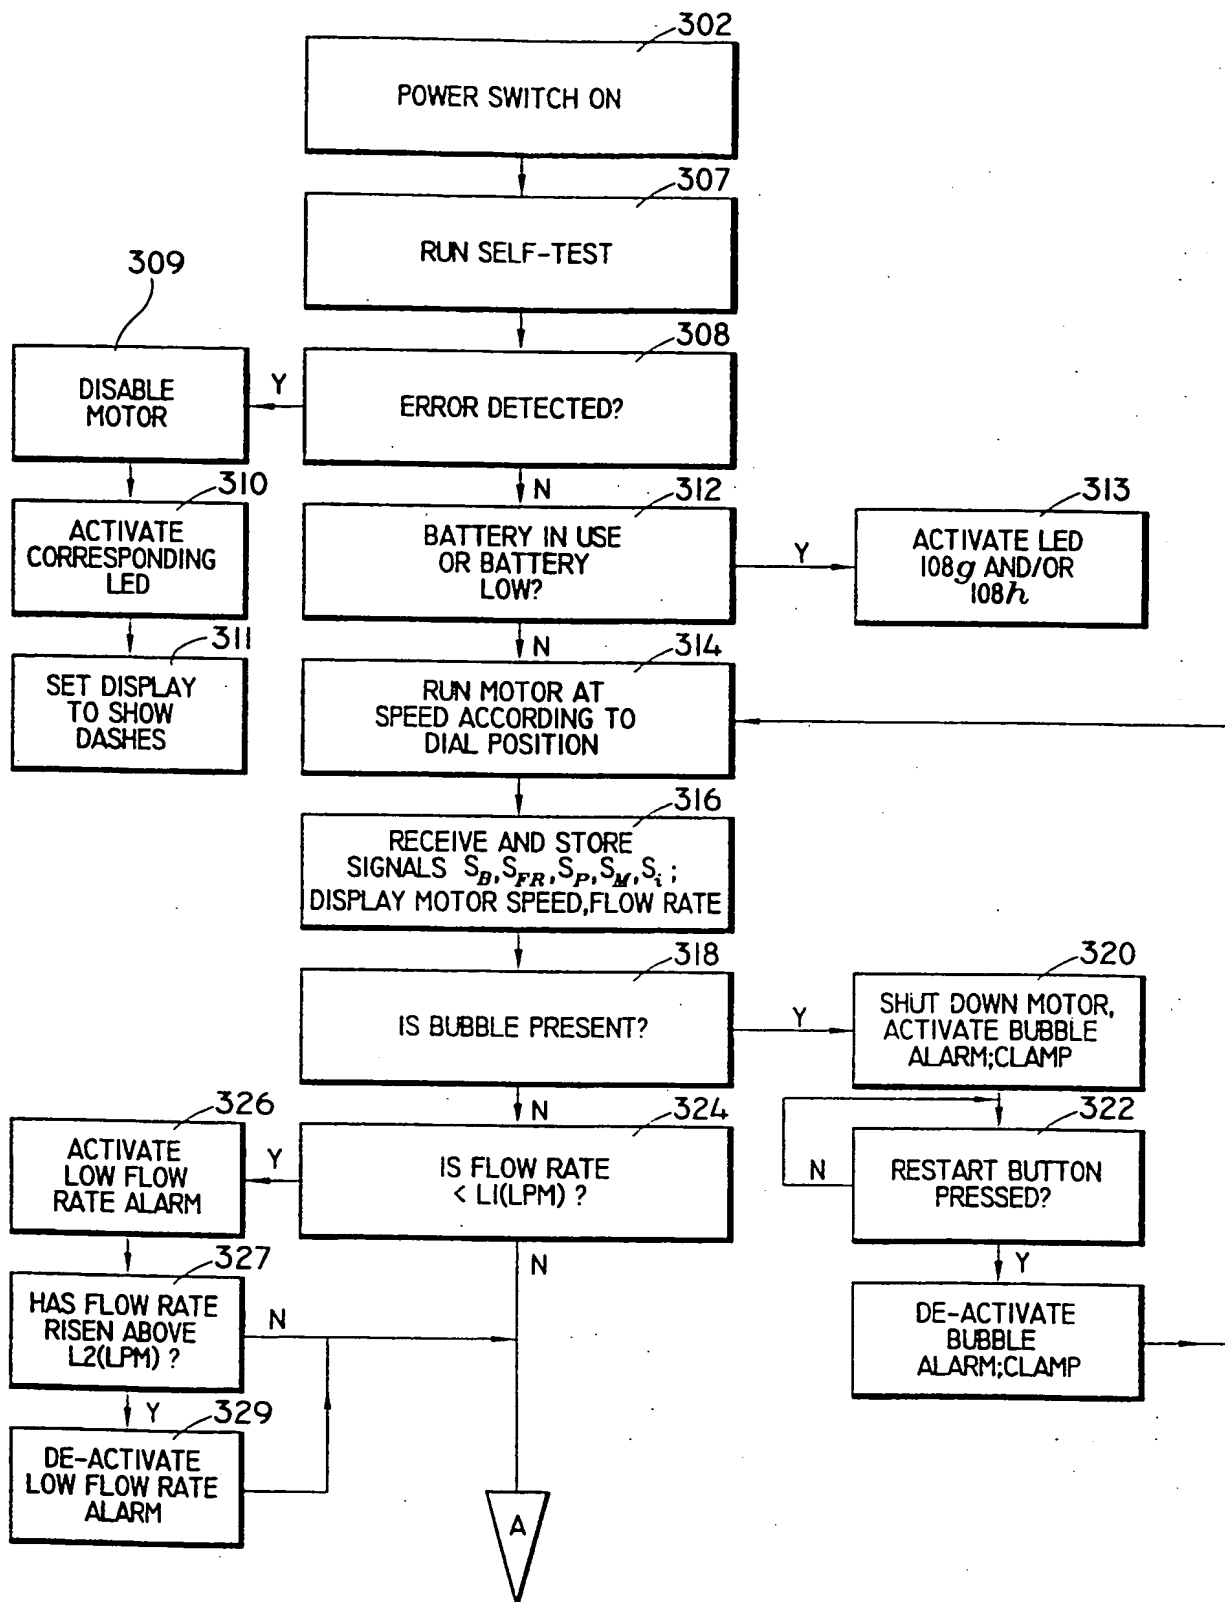 302
POWER SWITCH ON
307
RUN SELF-TEST
309
308
DISABLE
MOTOR
Y
ERROR DETECTED?
N
310
ACTIVATE
CORRESPONDING
LED
312
BATTERY IN USE
OR BATTERY
LOW?
Y
313
ACTIVATE LED
108g AND/OR
108h
N
311
SET DISPLAY
TO SHOW
DASHES
314
RUN MOTOR AT
SPEED ACCORDING TO
DIAL POSITION
316
RECEIVE AND STORE
SIGNALS S_B,S_FR,S_P,S_M,S_i;
DISPLAY MOTOR SPEED,FLOW RATE
318
IS BUBBLE PRESENT?
Y
320
SHUT DOWN MOTOR,
ACTIVATE BUBBLE
ALARM;CLAMP
N
326
ACTIVATE
LOW FLOW
RATE ALARM
Y
324
IS FLOW RATE
< L1(LPM) ?
N
322
RESTART BUTTON
PRESSED?
N
Y
327
HAS FLOW RATE
RISEN ABOVE
L2(LPM) ?
N
Y
DE-ACTIVATE
BUBBLE
ALARM;CLAMP
329
DE-ACTIVATE
LOW FLOW RATE
ALARM
A